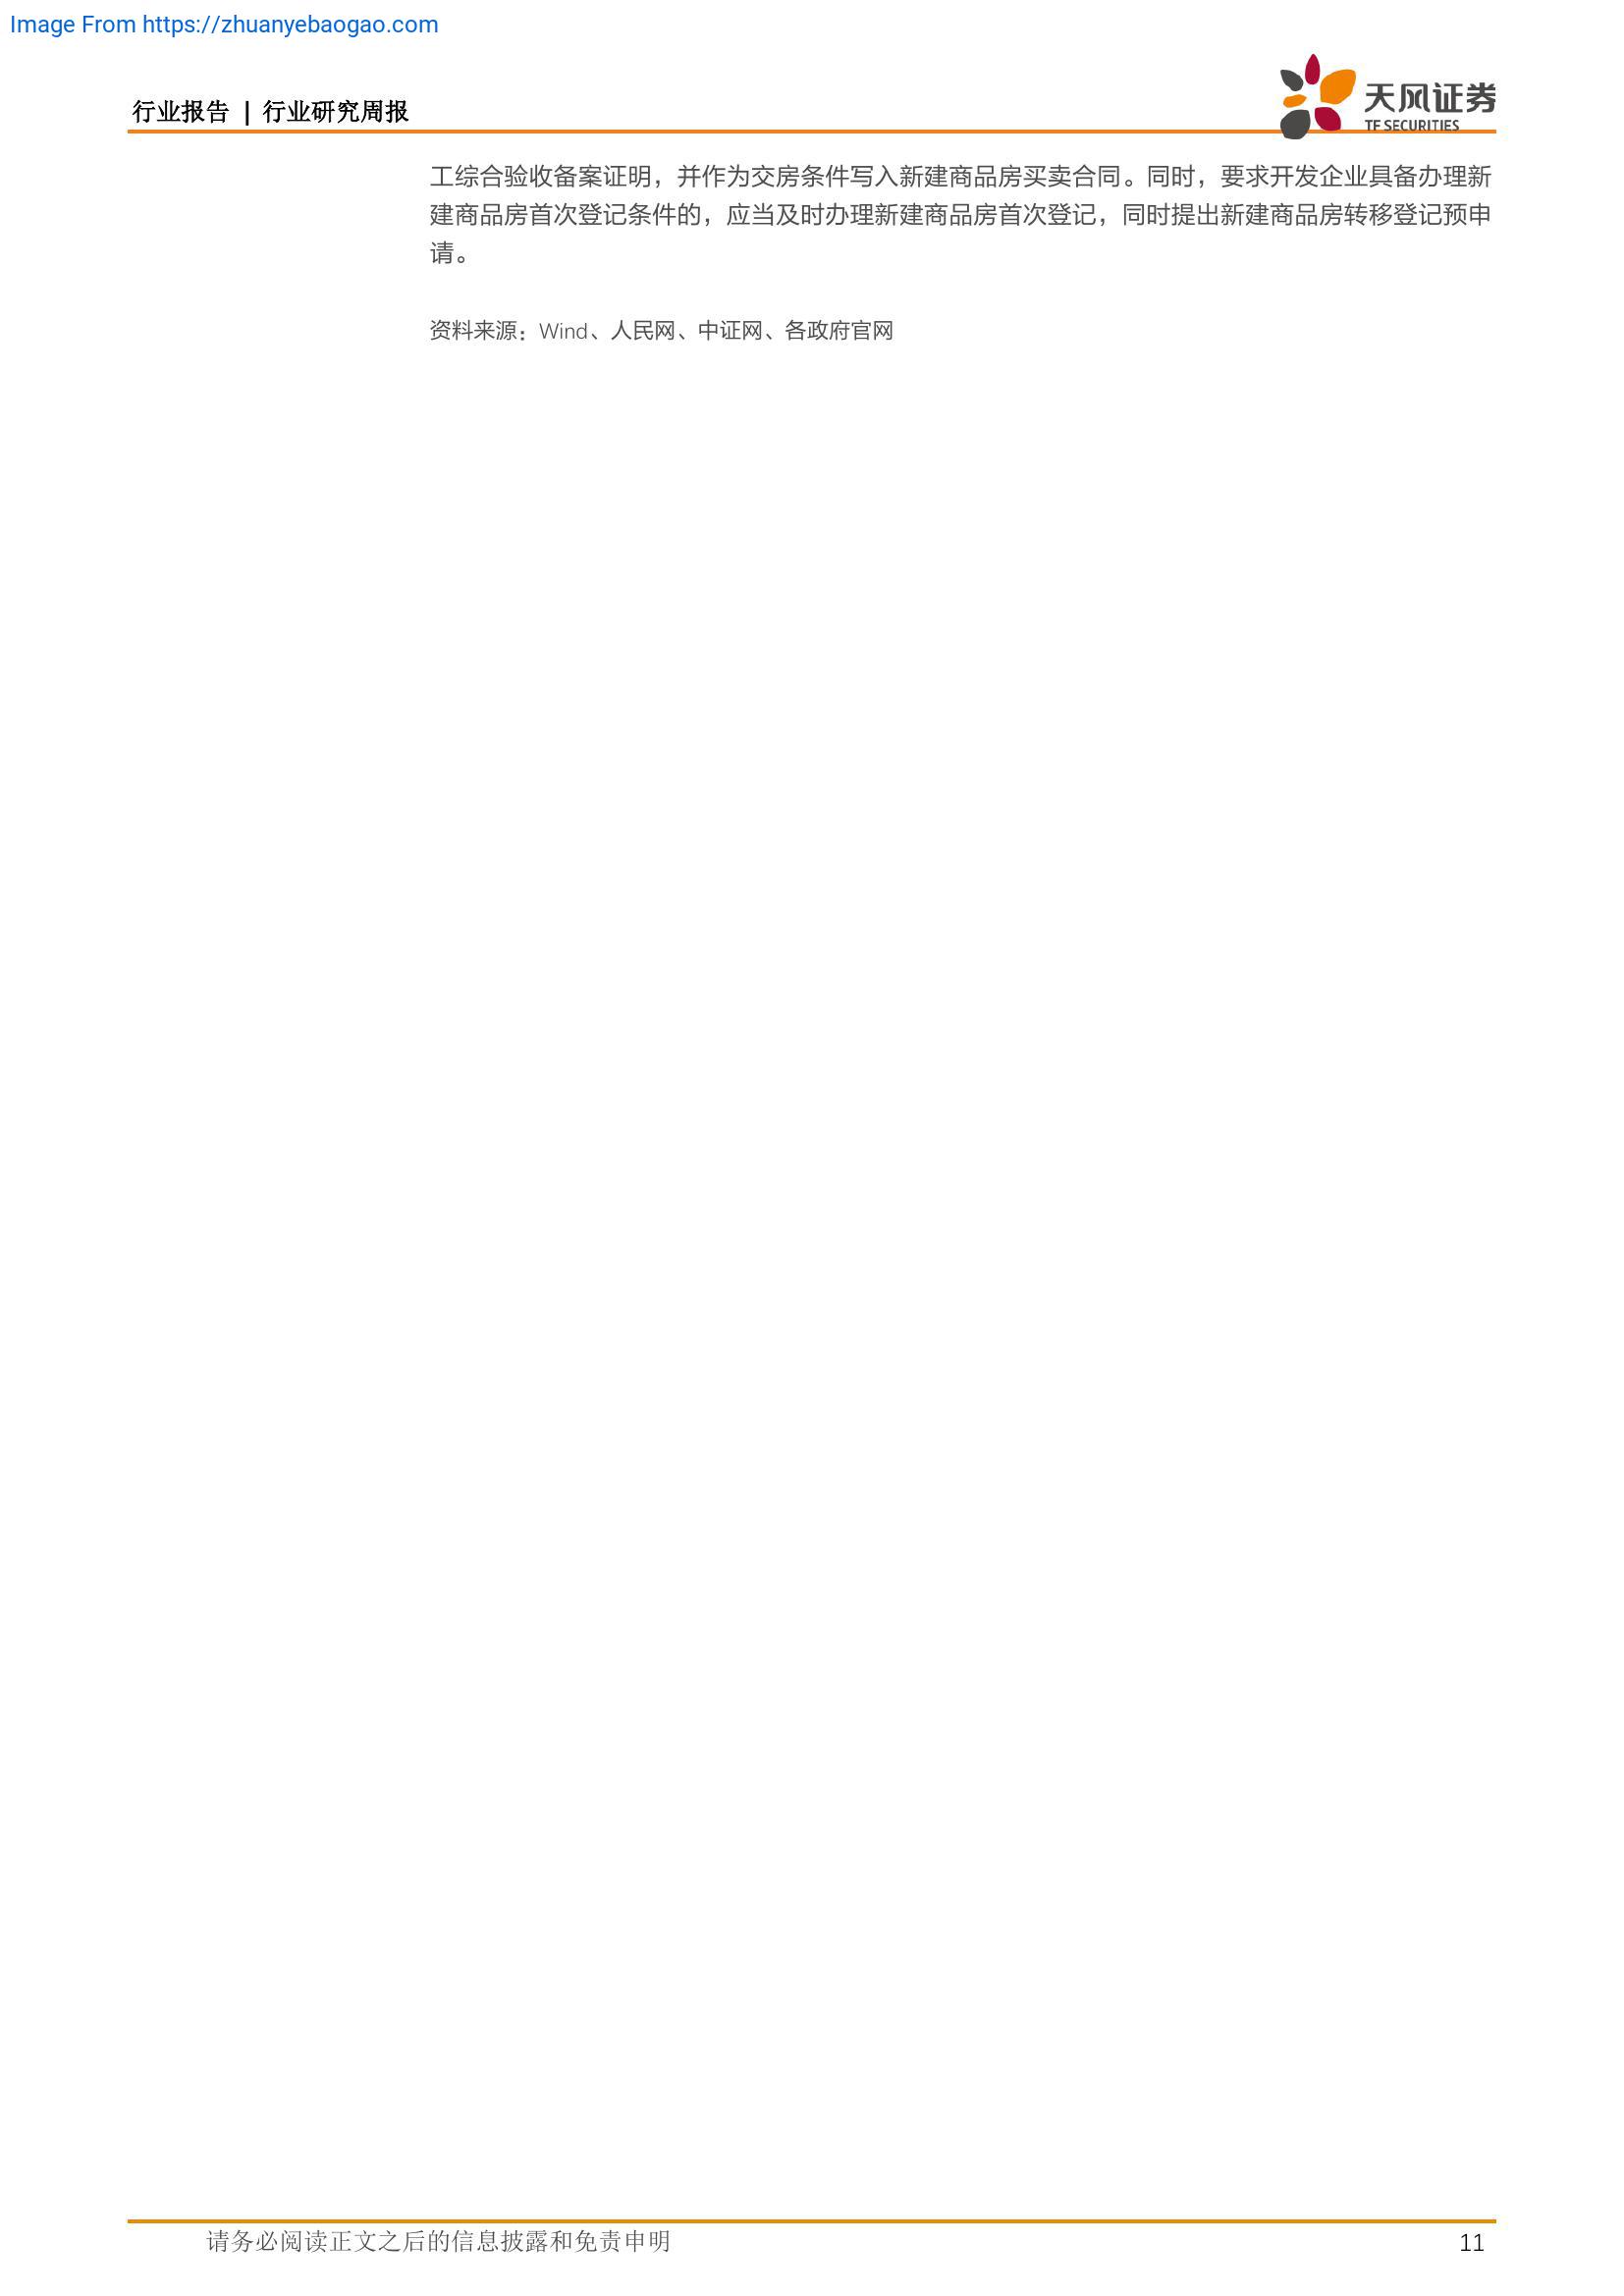 Image From https://zhuanyebaogao.com
行业报告 | 行业研究周报
天风证券
TF SECURITIES
工综合验收备案证明，并作为交房条件写入新建商品房买卖合同。同时，要求开发企业具备办理新
建商品房首次登记条件的，应当及时办理新建商品房首次登记，同时提出新建商品房转移登记预申
请。
资料来源：Wind、人民网、中证网、各政府官网
请务必阅读正文之后的信息披露和免责申明
11